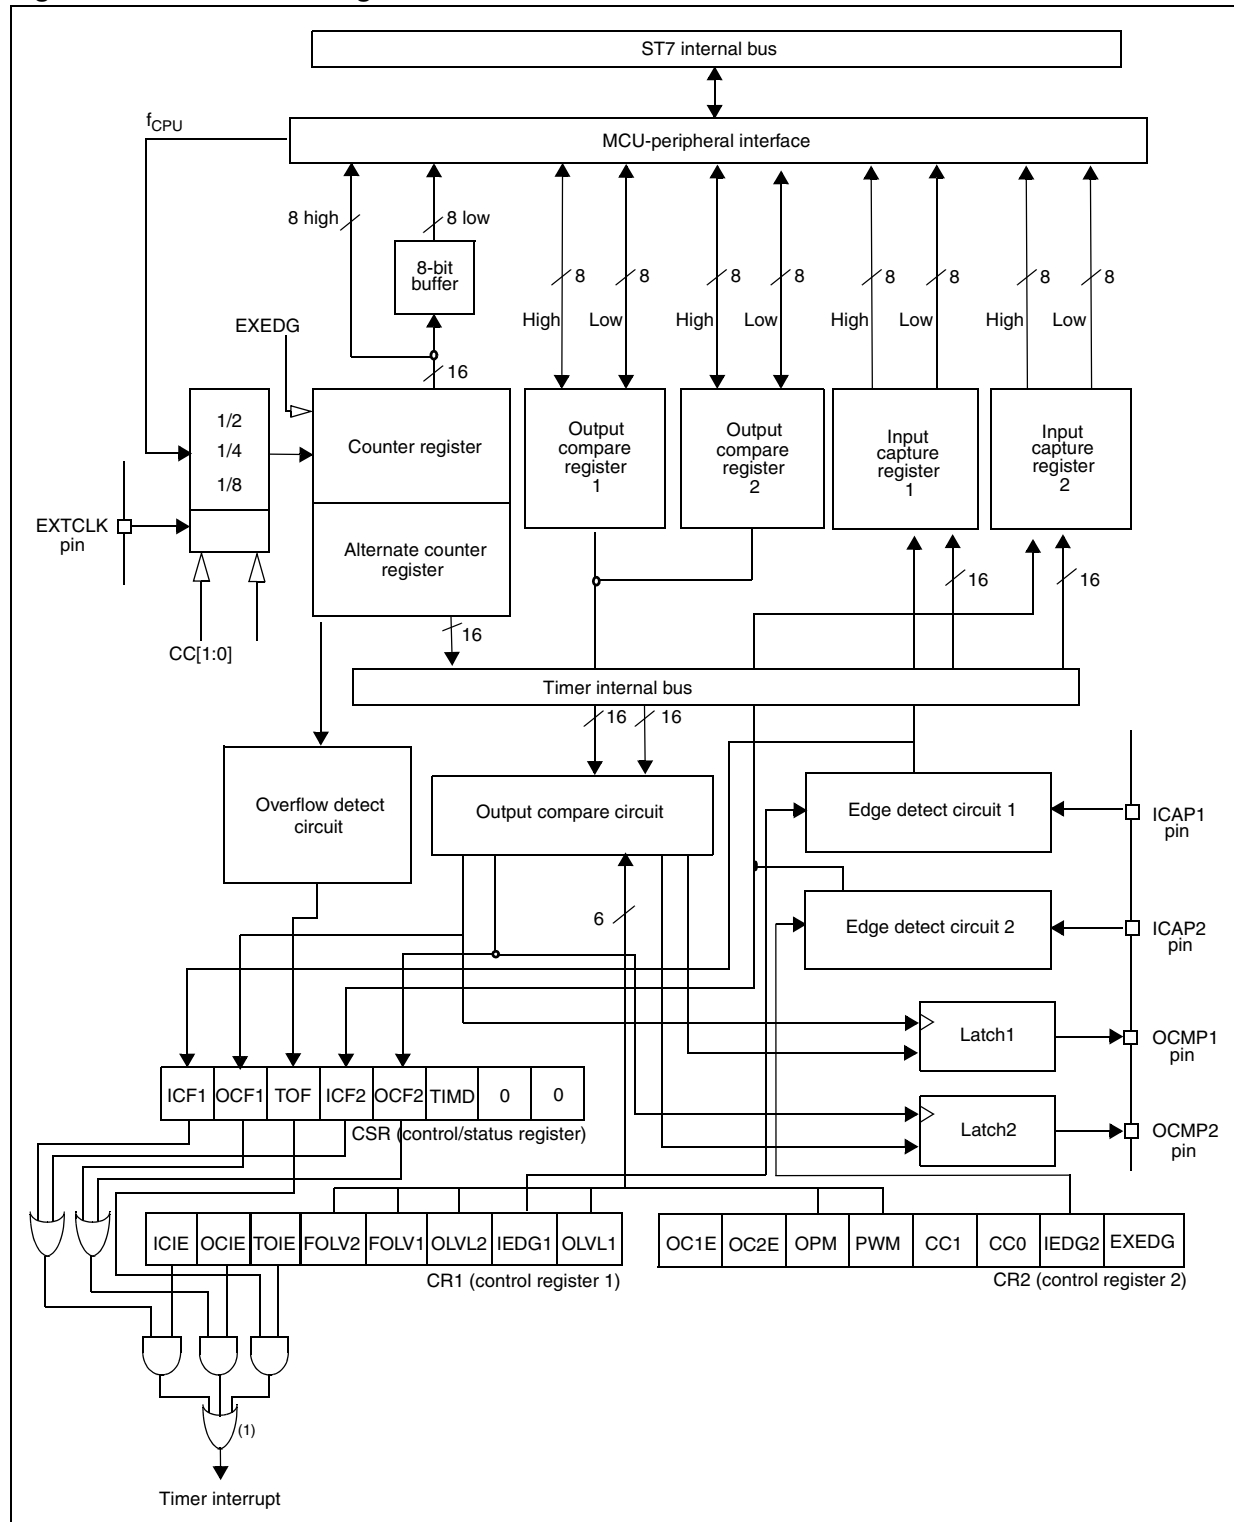 ST7 internal bus
fCPU
MCU-peripheral interface
8 high
8 low
8-bit
buffer
8
8
8
8
8
8
8
8
High
Low
High
Low
High
Low
High
Low
EXEDG
16
1/2
1/4
1/8
Counter register
Output
compare
register
1
Output
compare
register
2
Input
capture
register
1
Input
capture
register
2
EXTCLK
pin
Alternate counter
register
16
16
16
CC[1:0]
Timer internal bus
16
16
Overflow detect
circuit
Output compare circuit
Edge detect circuit 1
ICAP1
pin
6
Edge detect circuit 2
ICAP2
pin
Latch1
OCMP1
pin
ICF1 OCF1 TOF ICF2 OCF2 TIMD 0 0
CSR (control/status register)
Latch2
OCMP2
pin
ICIE OCIE TOIE FOLV2 FOLV1 OLVL2 IEDG1 OLVL1
CR1 (control register 1)
OC1E OC2E OPM PWM CC1 CC0 IEDG2 EXEDG
CR2 (control register 2)
(1)
Timer interrupt